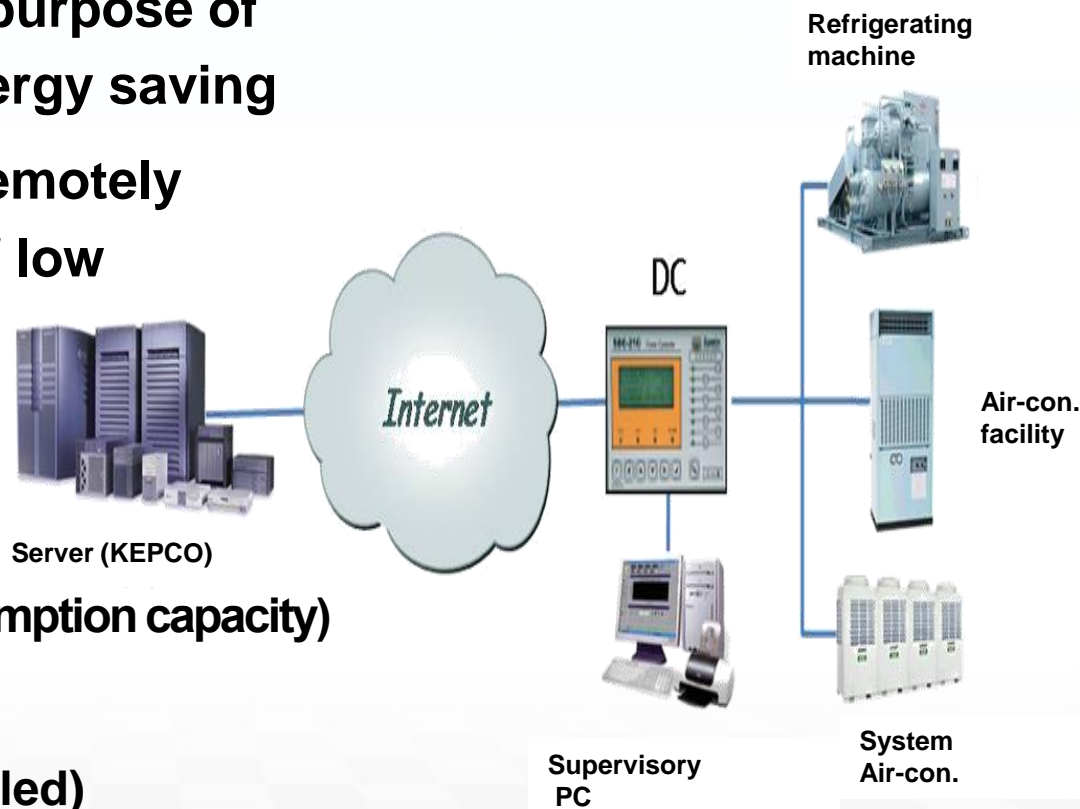 purpose of
ergy saving
emotely
low
Refrigerating
machine
DC
Internet
Air-con.
facility
Server (KEPCO)
mption capacity)
led)
Supervisory
PC
System
Air-con.